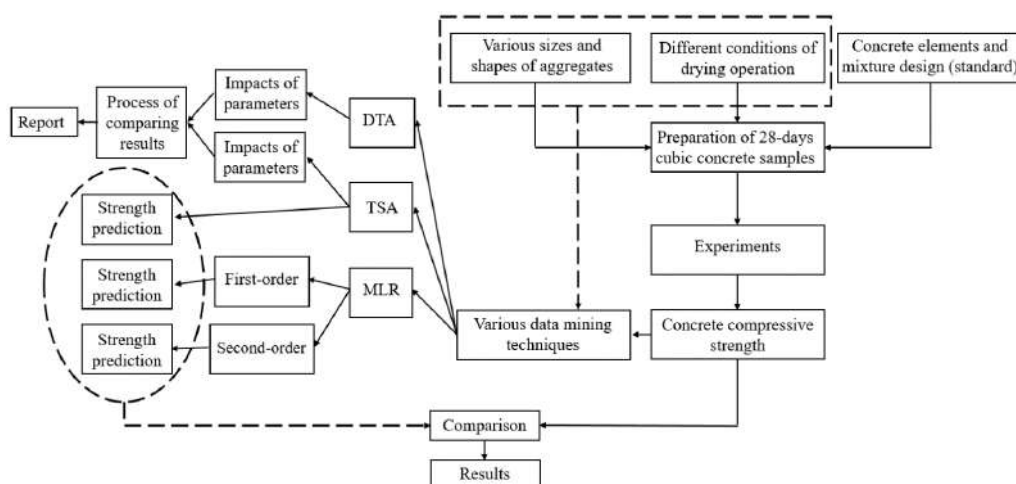 Various sizes and
shapes of aggregates
Different conditions of
drying operation
Concrete elements and
mixture design (standard)
Impacts of
parameters
Process of
comparing
results
Report
DTA
Impacts of
parameters
Preparation of 28-days
cubic concrete samples
Strength
prediction
TSA
Experiments
Strength
prediction
First-order
MLR
Various data mining
techniques
Concrete compressive
strength
Strength
prediction
Second-order
Comparison
Results